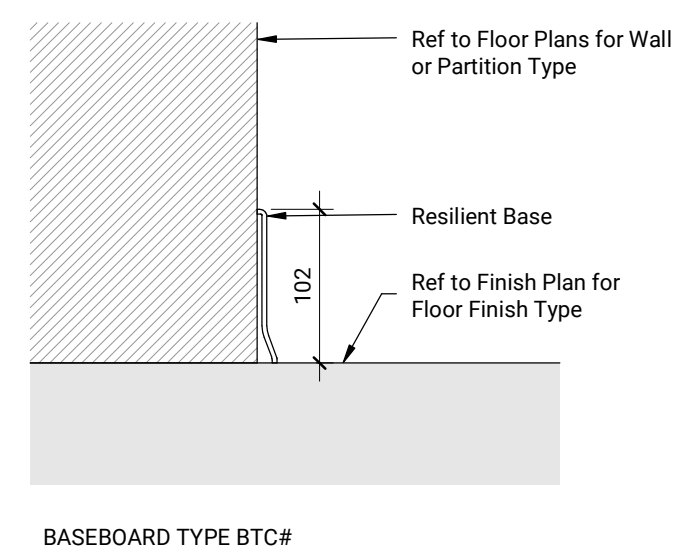 Ref to Floor Plans for Wall
or Partition Type
Resilient Base
102
Ref to Finish Plan for
Floor Finish Type
BASEBOARD TYPE BTC#